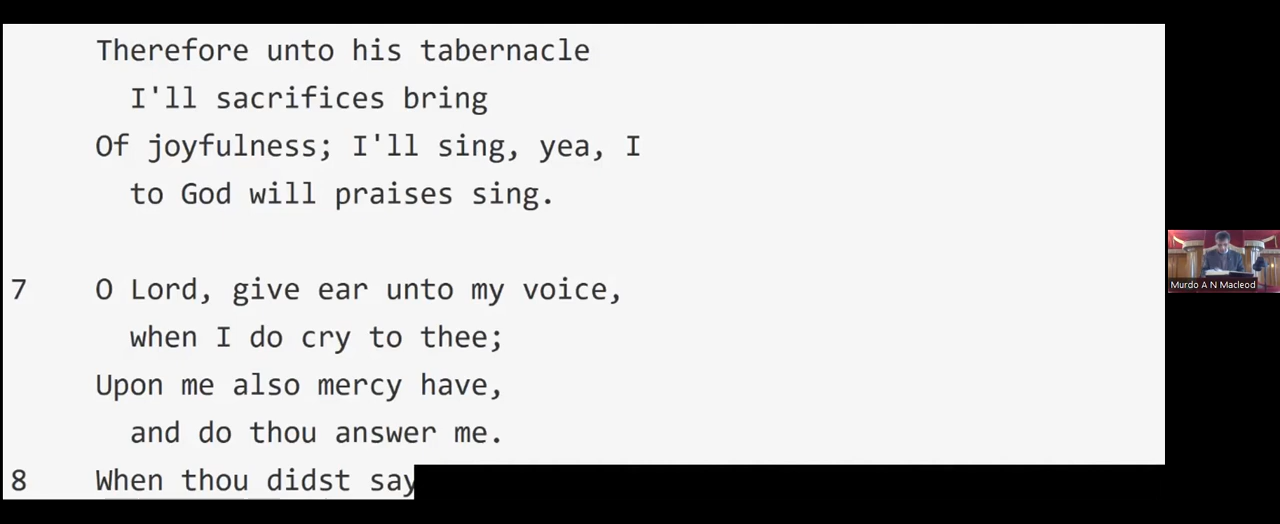 Therefore unto his tabernacle
I'll sacrifices bring
Of joyfulness; I'll sing, yea, I
to God will praises sing.
7 O Lord, give ear unto my voice,
when I do cry to thee;
Upon me also mercy have,
and do thou answer me.
8 When thou didst say
Murdo A N Macleod